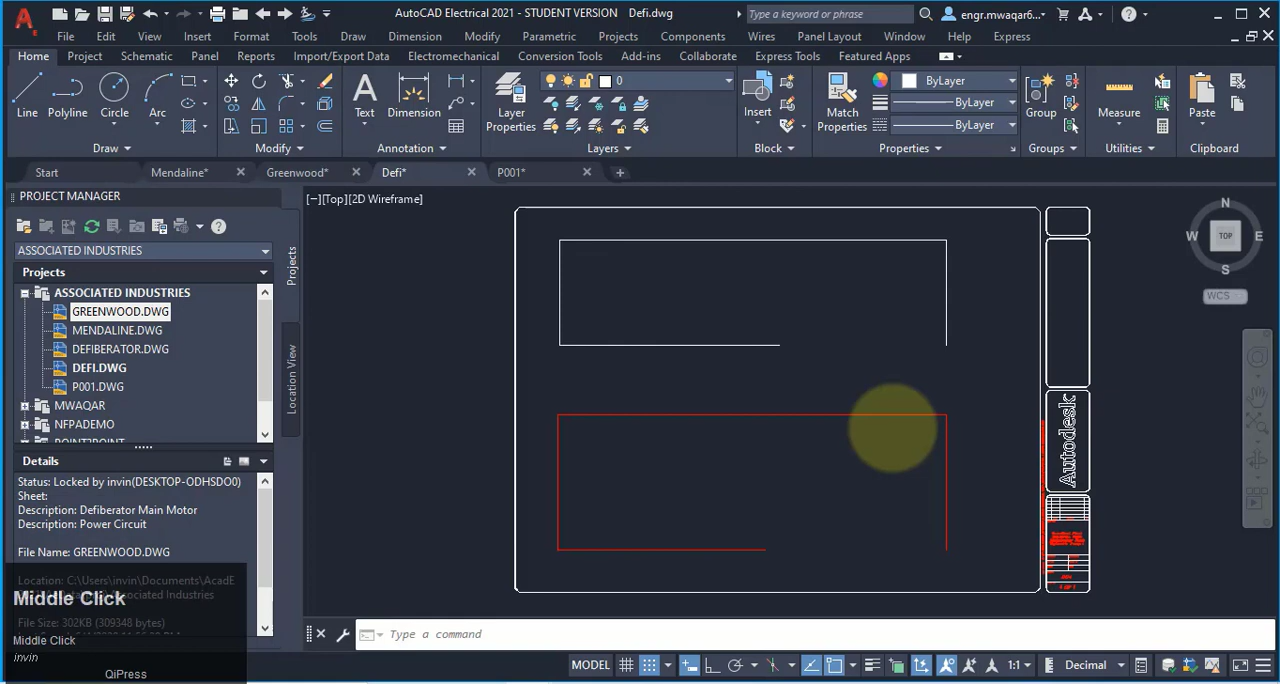 AutoCAD Electrical 2021 - STUDENT VERSION Defi.dwg
Type a keyword or phrase
engr.mwaqar6...
File Edit View Insert Format Tools Draw Dimension Modify Parametric Projects Components Wires Panel Layout Window Help Express
Home Project Schematic Panel Reports Import/Export Data Electromechanical Conversion Tools Add-ins Collaborate Express Tools Featured Apps
0
ByLayer
ByLayer
ByLayer
Line Polyline Circle Arc Text Dimension Layer Properties Insert Match Properties Group Measure Paste
Draw Modify Annotation Layers Block Properties Groups Utilities Clipboard
Start Mendaline* Greenwood* Defi* P001*
PROJECT MANAGER
[−][Top][2D Wireframe]
ASSOCIATED INDUSTRIES
Projects
ASSOCIATED INDUSTRIES
GREENWOOD.DWG
MENDALINE.DWG
DEFIBERATOR.DWG
DEFI.DWG
P001.DWG
MWAQAR
NFPADEMO
POINT2POINT
Projects
Location View
Details
Status: Locked by invin(DESKTOP-ODHSDO0)
Sheet:
Description: Defiberator Main Motor
Description: Power Circuit
File Name: GREENWOOD.DWG
Location: C:\Users\invin\Documents\AcadE
Middle Click
Middle Click
invin
QiPress
N
W TOP E
S
WCS
Autodesk
Type a command
MODEL
1:1
Decimal